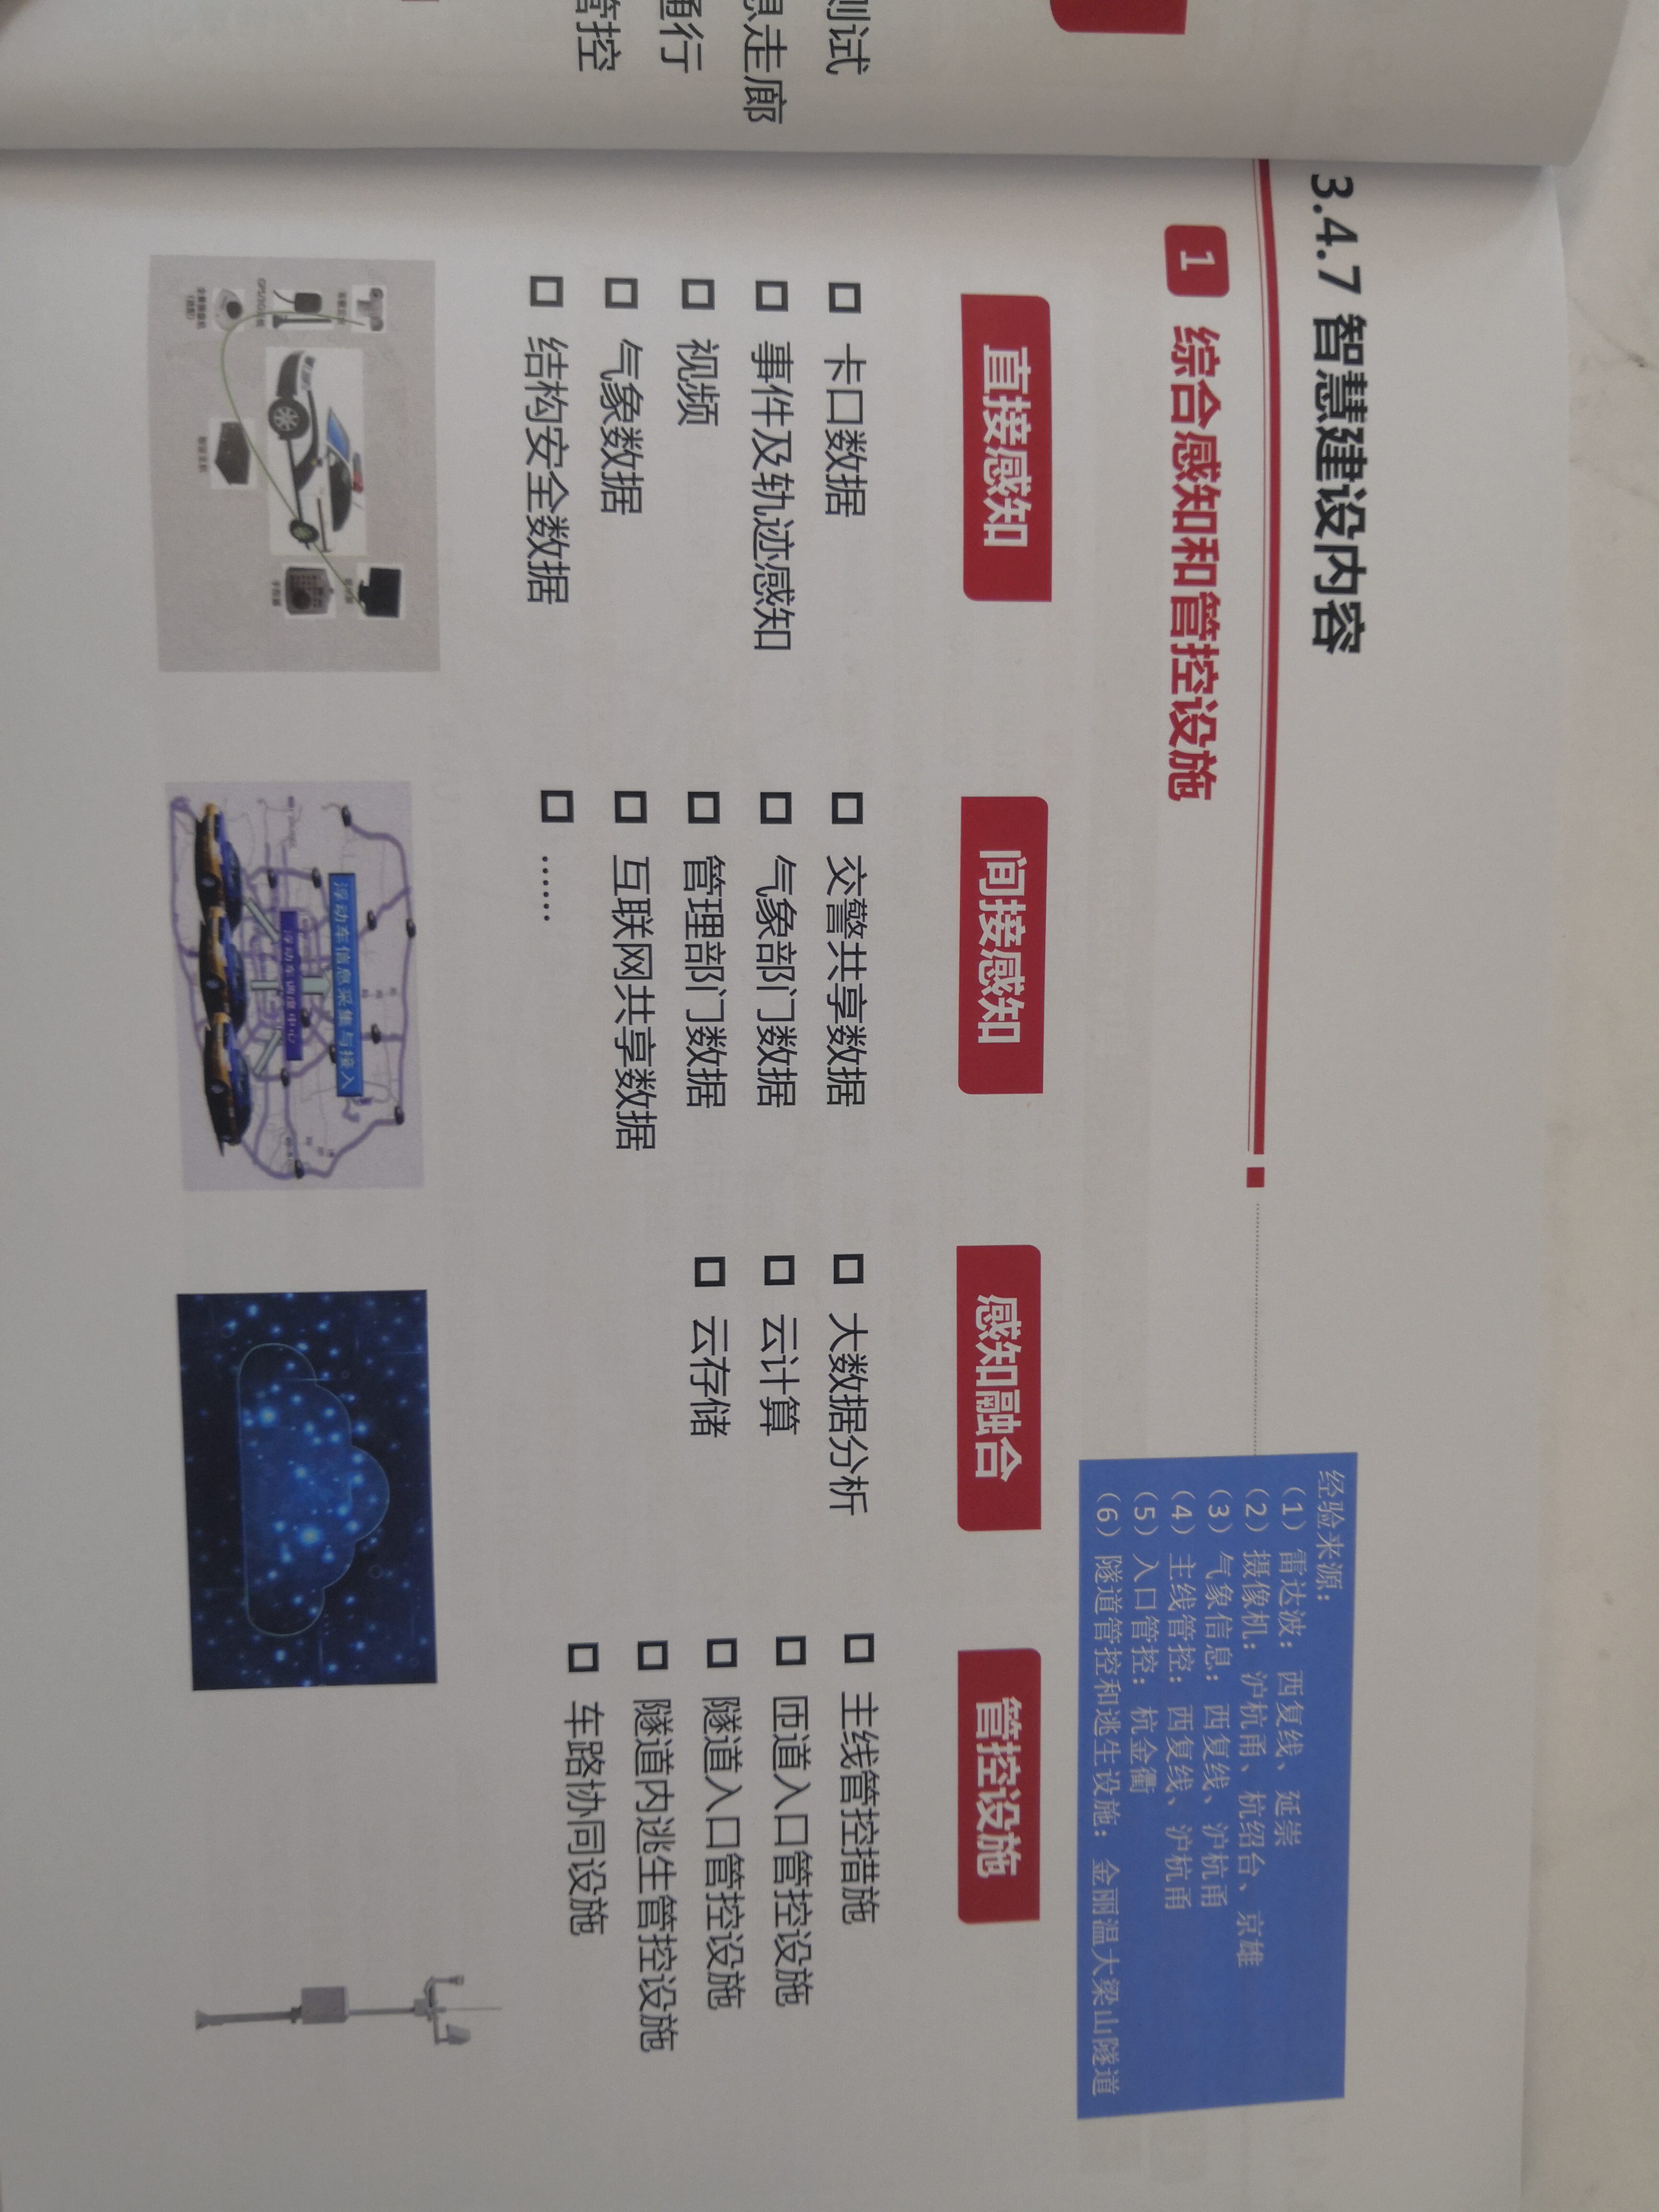 3.4.7 智慧建设内容
经验来源：
（1）雷达波：西复线、延崇
（2）摄像机：沪杭甬、杭绍台、京雄
（3）气象信息：西复线、沪杭甬
（4）主线管控：西复线、沪杭甬
（5）入口管控：杭金衢
（6）隧道管控和逃生设施：金丽温大梁山隧道
1 综合感知和管控设施
直接感知
卡口数据
事件及轨迹感知
视频
气象数据
结构安全数据
间接感知
交警共享数据
气象部门数据
管理部门数据
互联网共享数据
……
感知融合
大数据分析
云计算
云存储
管控设施
主线管控措施
匝道入口管控设施
隧道入口管控设施
隧道内逃生管控设施
车路协同设施
浮动车信息采集与接入
浮动车调度中心
测试
息走廊
通行
管控